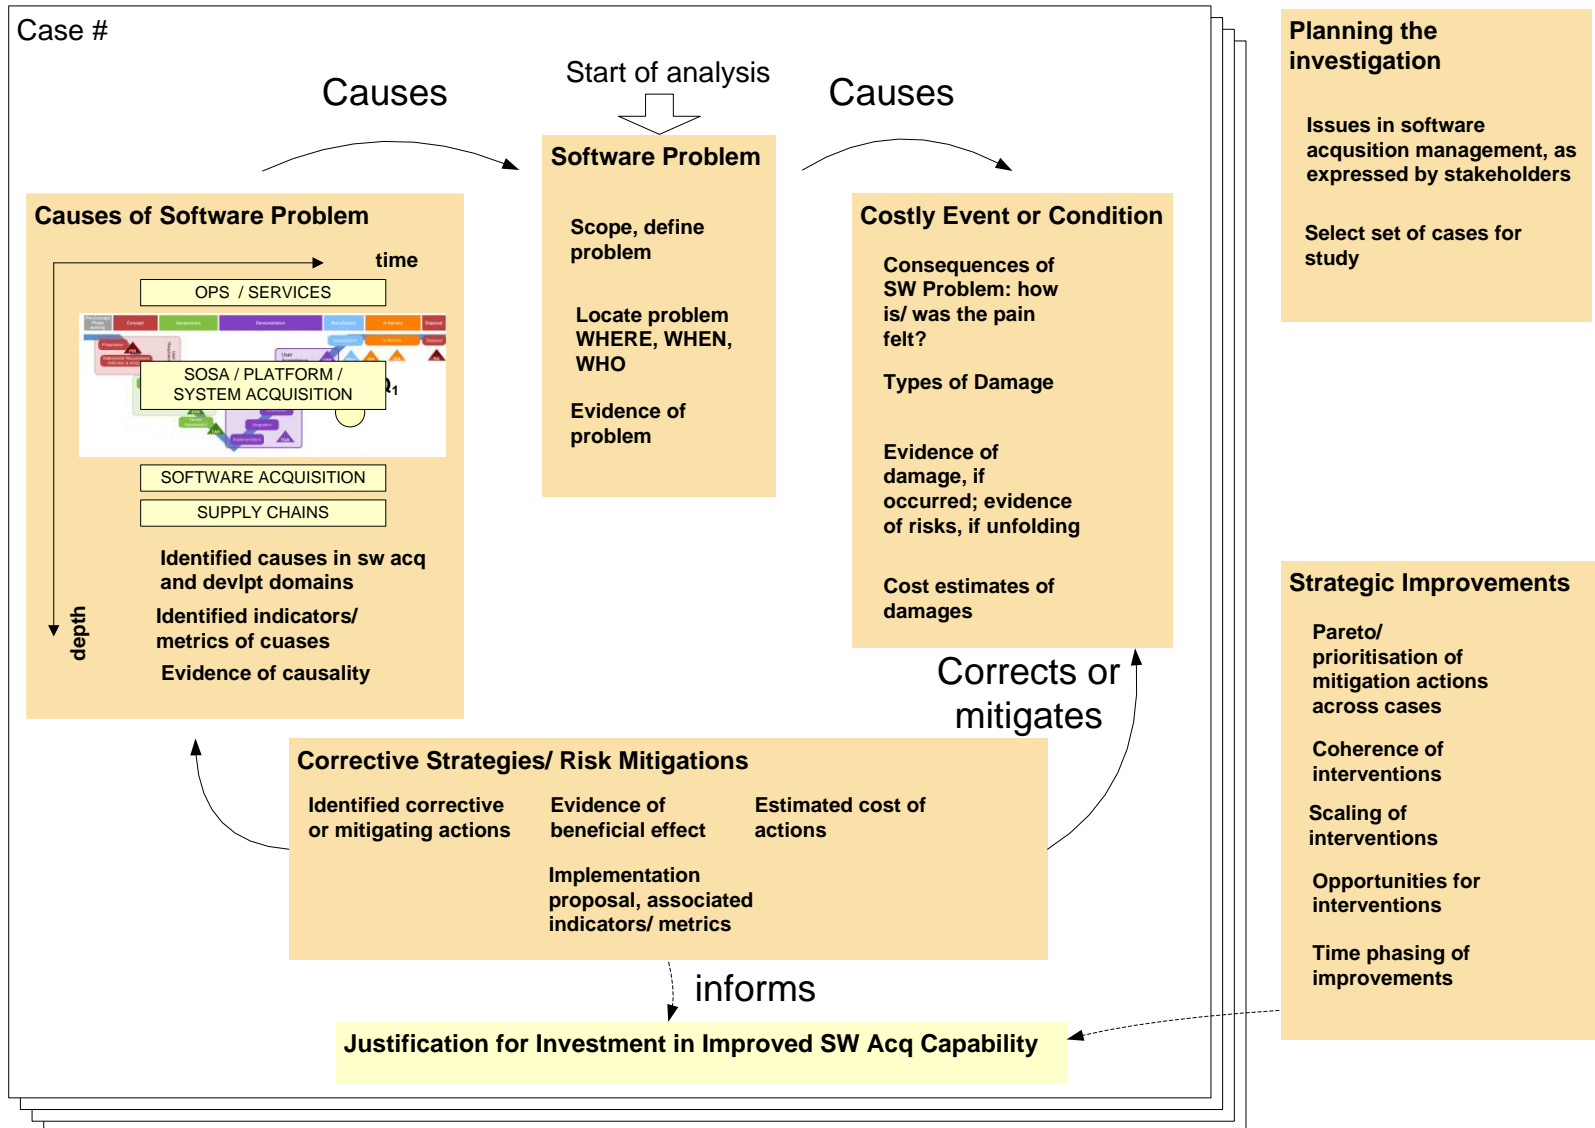 Case #
Start of analysis
Causes
Causes
Software Problem
Scope, define
problem
Locate problem
WHERE, WHEN,
WHO
Evidence of
problem
Causes of Software Problem
time
OPS / SERVICES
Concept
Assessment
Demonstration
Manufacture
In-Service
Disposal
SOSA / PLATFORM /
SYSTEM ACQUISITION
Q1
SOFTWARE ACQUISITION
SUPPLY CHAINS
Identified causes in sw acq
and devlpt domains
Identified indicators/
metrics of cuases
Evidence of causality
depth
Costly Event or Condition
Consequences of
SW Problem: how
is/ was the pain
felt?
Types of Damage
Evidence of
damage, if
occurred; evidence
of risks, if unfolding
Cost estimates of
damages
Corrects or
mitigates
Corrective Strategies/ Risk Mitigations
Identified corrective
or mitigating actions
Evidence of
beneficial effect
Estimated cost of
actions
Implementation
proposal, associated
indicators/ metrics
informs
Justification for Investment in Improved SW Acq Capability
Planning the
investigation
Issues in software
acqusition management, as
expressed by stakeholders
Select set of cases for
study
Strategic Improvements
Pareto/
prioritisation of
mitigation actions
across cases
Coherence of
interventions
Scaling of
interventions
Opportunities for
interventions
Time phasing of
improvements